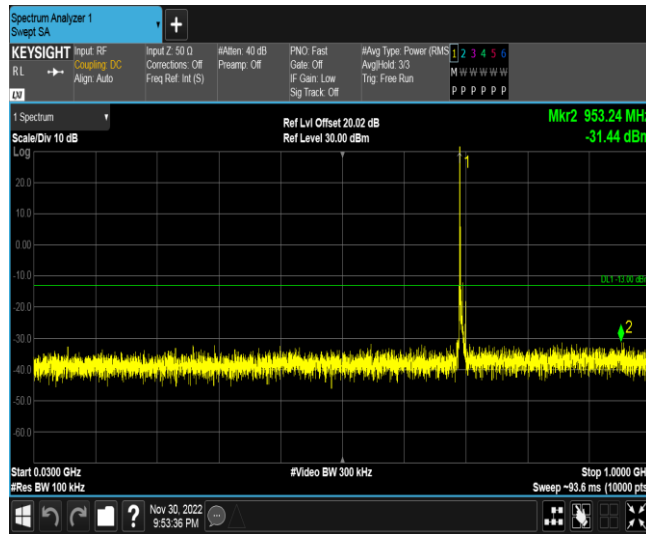 Spectrum Analyzer 1
Swept SA
+
KEYSIGHT
RL
LXI
Input: RF
Coupling: DC
Align: Auto
Input Z: 50 Ω
Corrections: Off
Freq Ref: Int (S)
#Atten: 40 dB
Preamp: Off
PNO: Fast
Gate: Off
IF Gain: Low
Sig Track: Off
#Avg Type: Power (RMS
Avg|Hold: 3/3
Trig: Free Run
1 2 3 4 5 6
M W W W W W
P P P P P P
1 Spectrum
Scale/Div 10 dB
Log
Ref Lvl Offset 20.02 dB
Ref Level 30.00 dBm
Mkr2 953.24 MHz
-31.44 dBm
20.0
10.0
0.00
-10.0
-20.0
-30.0
-40.0
-50.0
-60.0
1
DL1 -13.00 dBm
2
Start 0.0300 GHz
#Res BW 100 kHz
#Video BW 300 kHz
Stop 1.0000 GHz
Sweep ~93.6 ms (10000 pts)
?
Nov 30, 2022
9:53:36 PM